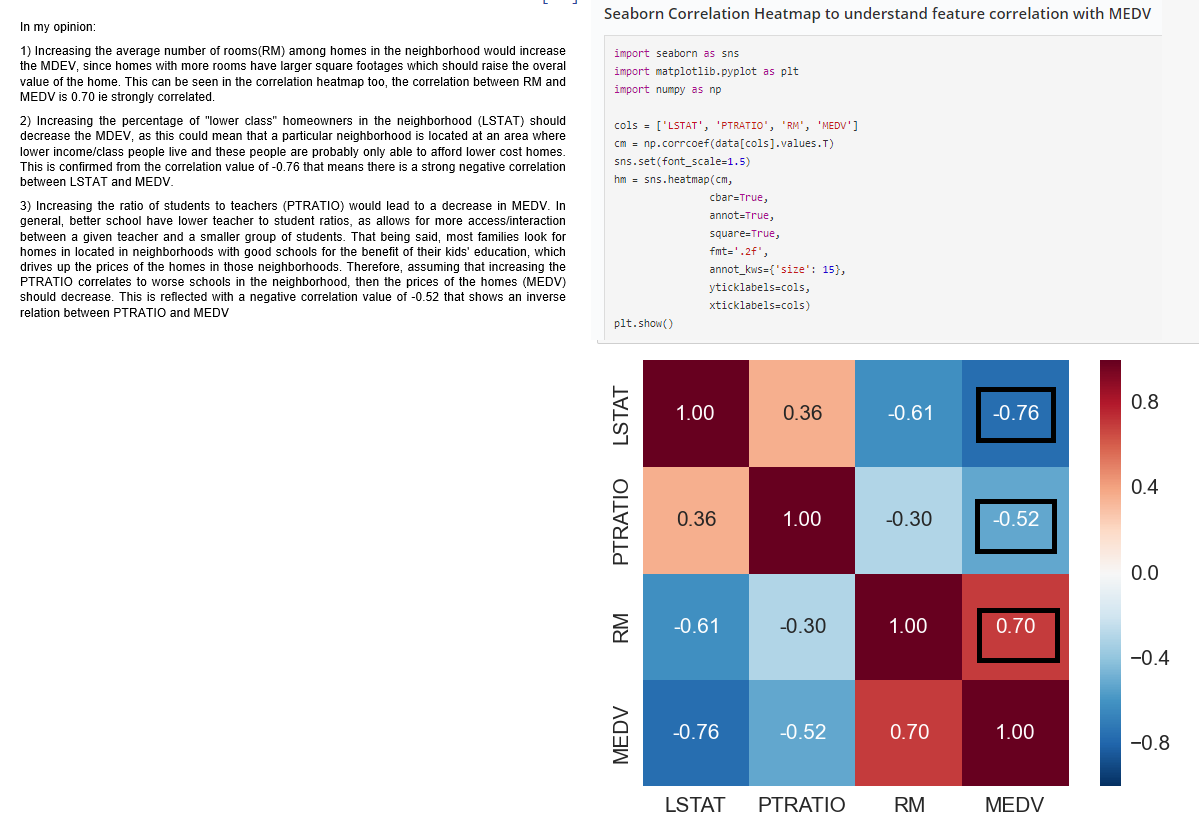 In my opinion:
1) Increasing the average number of rooms(RM) among homes in the neighborhood would increase
the MDEV, since homes with more rooms have larger square footages which should raise the overal
value of the home. This can be seen in the correlation heatmap too, the correlation between RM and
MEDV is 0.70 ie strongly correlated.
2) Increasing the percentage of "lower class" homeowners in the neighborhood (LSTAT) should
decrease the MDEV, as this could mean that a particular neighborhood is located at an area where
lower income/class people live and these people are probably only able to afford lower cost homes.
This is confirmed from the correlation value of -0.76 that means there is a strong negative correlation
between LSTAT and MEDV.
3) Increasing the ratio of students to teachers (PTRATIO) would lead to a decrease in MEDV. In
general, better school have lower teacher to student ratios, as allows for more access/interaction
between a given teacher and a smaller group of students. That being said, most families look for
homes in located in neighborhoods with good schools for the benefit of their kids' education, which
drives up the prices of the homes in those neighborhoods. Therefore, assuming that increasing the
PTRATIO correlates to worse schools in the neighborhood, then the prices of the homes (MEDV)
should decrease. This is reflected with a negative correlation value of -0.52 that shows an inverse
relation between PTRATIO and MEDV
Seaborn Correlation Heatmap to understand feature correlation with MEDV
import seaborn as sns
import matplotlib.pyplot as plt
import numpy as np
cols = ['LSTAT', 'PTRATIO', 'RM', 'MEDV']
cm = np.corrcoef(data[cols].values.T)
sns.set(font_scale=1.5)
hm = sns.heatmap(cm,
cbar=True,
annot=True,
square=True,
fmt='.2f',
annot_kws={'size': 15},
yticklabels=cols,
xticklabels=cols)
plt.show()
LSTAT 1.00 0.36 -0.61 -0.76
PTRATIO 0.36 1.00 -0.30 -0.52
RM -0.61 -0.30 1.00 0.70
MEDV -0.76 -0.52 0.70 1.00
LSTAT PTRATIO RM MEDV
0.8
0.4
0.0
−0.4
−0.8